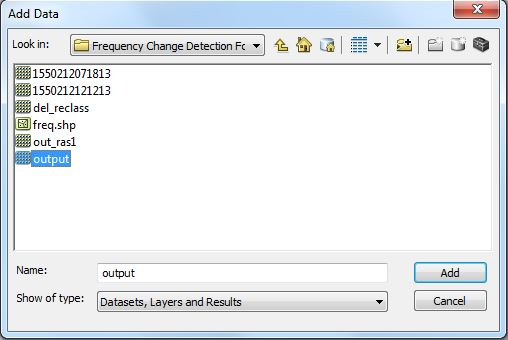 Add Data
Look in: Frequency Change Detection Fc
1550212071813
1550212121213
del_reclass
freq.shp
out_ras1
output
Name: output Add
Show of type: Datasets, Layers and Results Cancel